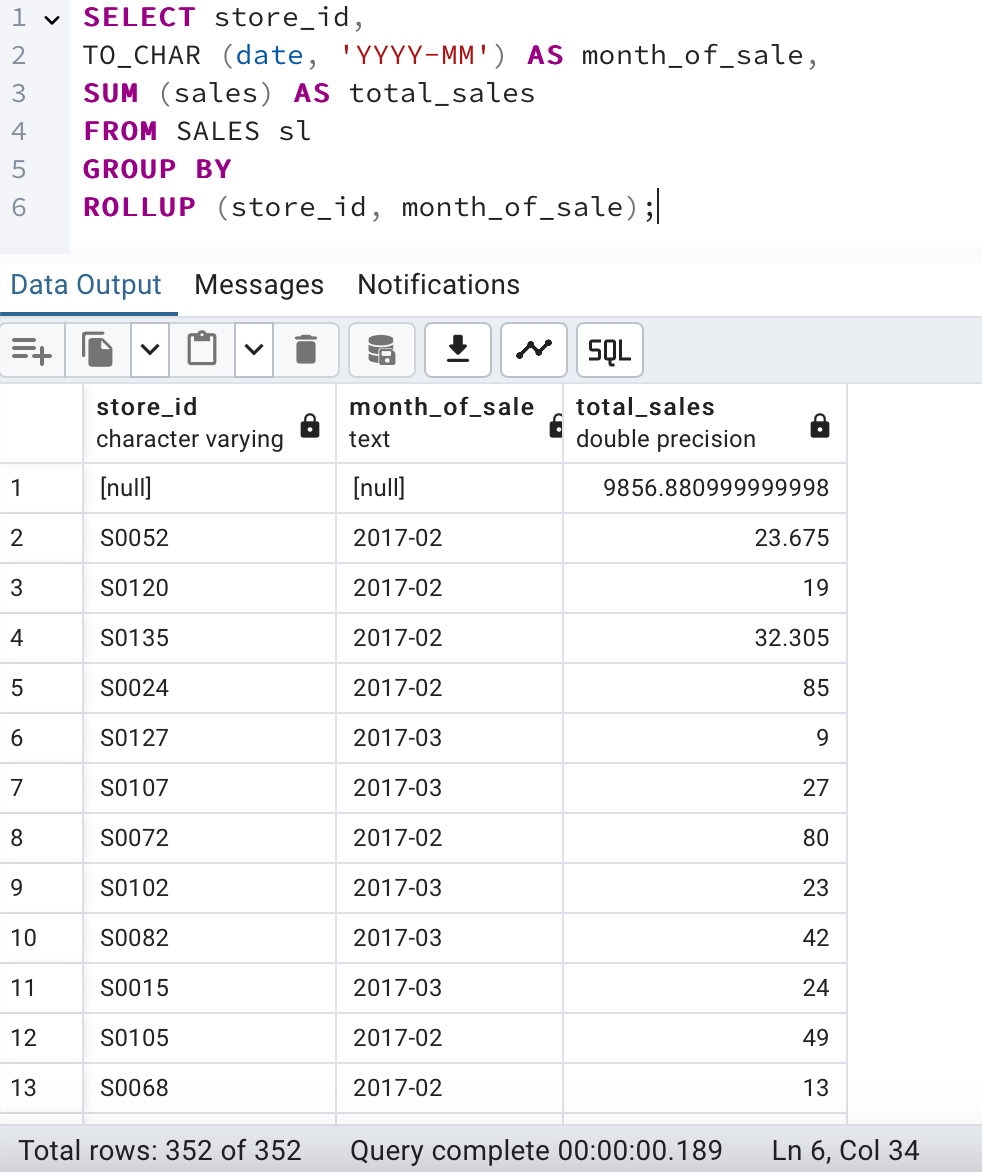 1 SELECT store_id,
2 TO_CHAR (date, 'YYYY-MM') AS month_of_sale,
3 SUM (sales) AS total_sales
4 FROM SALES sl
5 GROUP BY
6 ROLLUP (store_id, month_of_sale);
Data Output Messages Notifications
SQL
store_id month_of_sale total_sales
character varying text double precision
1 [null] [null] 9856.880999999998
2 S0052 2017-02 23.675
3 S0120 2017-02 19
4 S0135 2017-02 32.305
5 S0024 2017-02 85
6 S0127 2017-03 9
7 S0107 2017-03 27
8 S0072 2017-02 80
9 S0102 2017-03 23
10 S0082 2017-03 42
11 S0015 2017-03 24
12 S0105 2017-02 49
13 S0068 2017-02 13
Total rows: 352 of 352 Query complete 00:00:00.189 Ln 6, Col 34